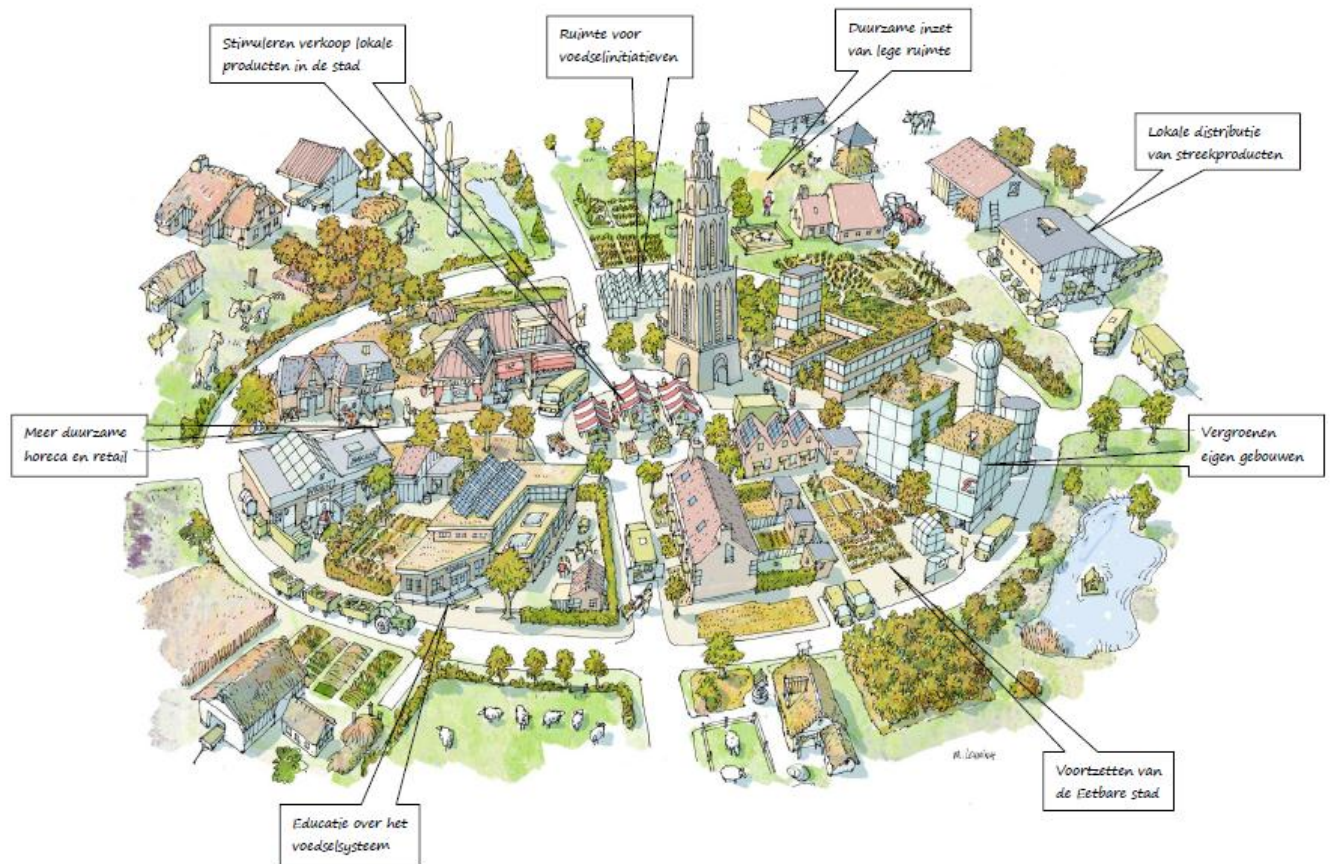 Stimuleren verkoop lokale
producten in de stad
Ruimte voor
voedselinitiatieven
Duurzame inzet
van lege ruimte
Lokale distributie
van streekproducten
Meer duurzame
horeca en retail
Vergroenen
eigen gebouwen
Educatie over het
voedselsysteem
Voortzetten van
de Eetbare stad